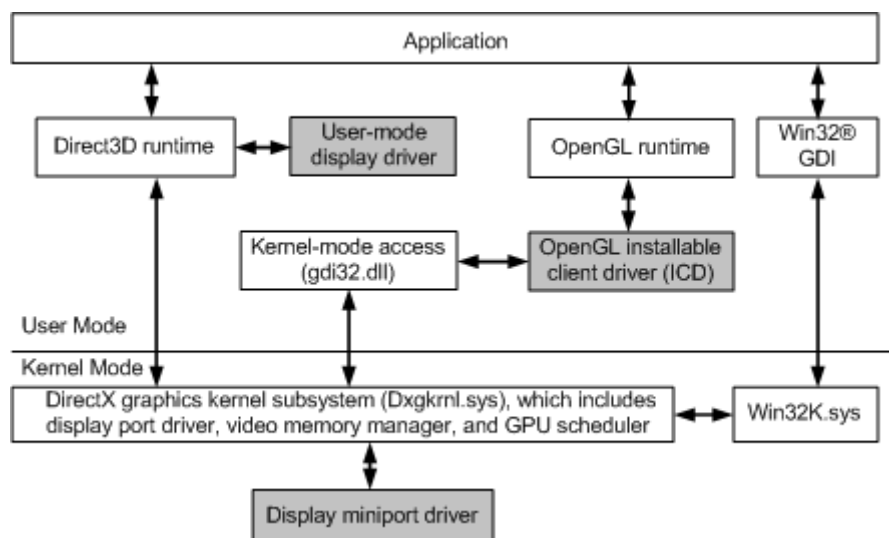 Application
Direct3D runtime
User-mode
display driver
OpenGL runtime
Win32®
GDI
Kernel-mode access
(gdi32.dll)
OpenGL installable
client driver (ICD)
User Mode
Kernel Mode
DirectX graphics kernel subsystem (Dxgkrnl.sys), which includes
display port driver, video memory manager, and GPU scheduler
Win32K.sys
Display miniport driver